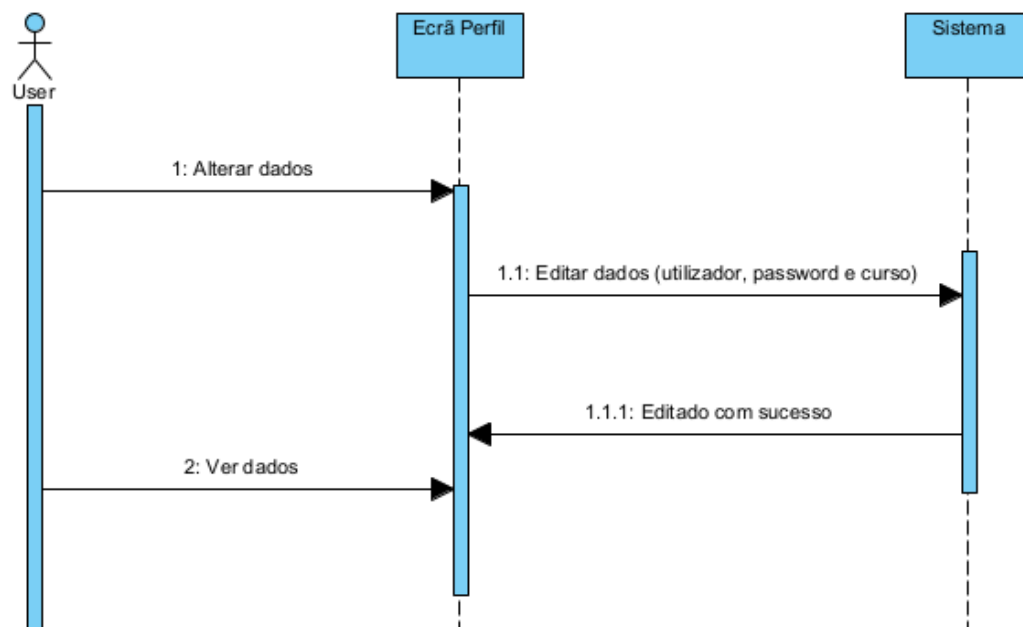 Ecrã Perfil
Sistema
User
1: Alterar dados
1.1: Editar dados (utilizador, password e curso)
1.1.1: Editado com sucesso
2: Ver dados